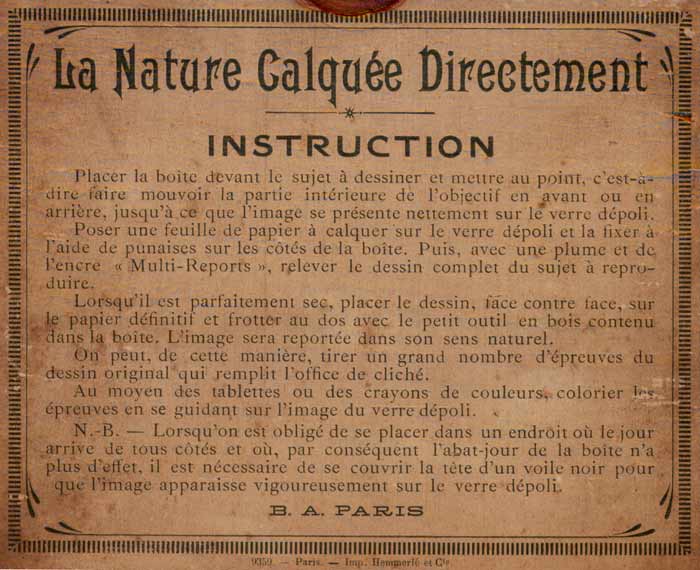 La Nature Calquée Directement
INSTRUCTION
Placer la boîte devant le sujet à dessiner et mettre au point, c'est-à-
dire faire mouvoir la partie intérieure de l'objectif en avant ou en
arrière, jusqu'à ce que l'image se présente nettement sur le verre dépoli.
Poser une feuille de papier à calquer sur le verre dépoli et la fixer à
l'aide de punaises sur les côtés de la boîte. Puis, avec une plume et de
l'encre « Multi-Reports », relever le dessin complet du sujet à repro-
duire.
Lorsqu'il est parfaitement sec, placer le dessin, face contre face, sur
le papier définitif et frotter au dos avec le petit outil en bois contenu
dans la boîte. L'image sera reportée dans son sens naturel.
On peut, de cette manière, tirer un grand nombre d'épreuves du
dessin original qui remplit l'office de cliché.
Au moyen des tablettes ou des crayons de couleurs, colorier les
épreuves en se guidant sur l'image du verre dépoli.
N.-B. — Lorsqu'on est obligé de se placer dans un endroit où le jour
arrive de tous côtés et où, par conséquent l'abat-jour de la boîte n'a
plus d'effet, il est nécessaire de se couvrir la tête d'un voile noir pour
que l'image apparaisse vigoureusement sur le verre dépoli.
B. A. PARIS
9359. — Paris. — Imp. Hemmerlé et Cie